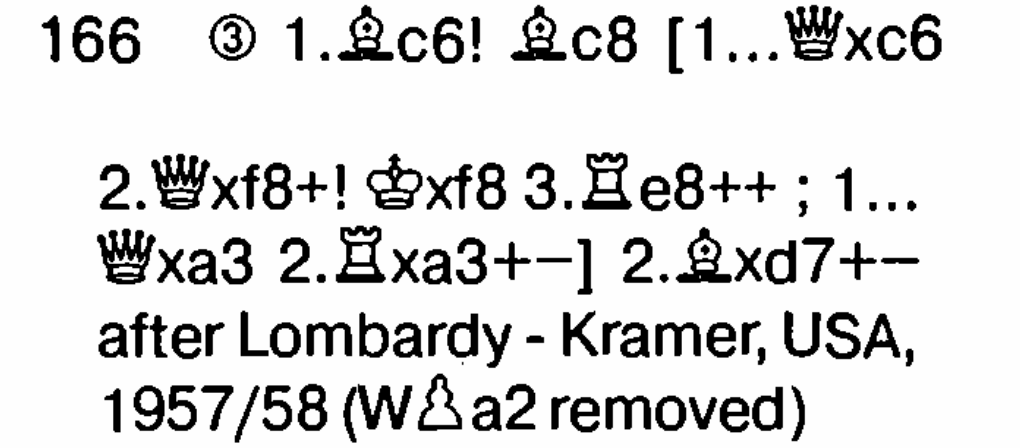 166 ③ 1.♗c6! ♗c8 [1...♕xc6
2.♕xf8+! ♔xf8 3.♖e8++ ; 1...
♕xa3 2.♖xa3+−] 2.♗xd7+−
after Lombardy - Kramer, USA,
1957/58 (W♙a2 removed)